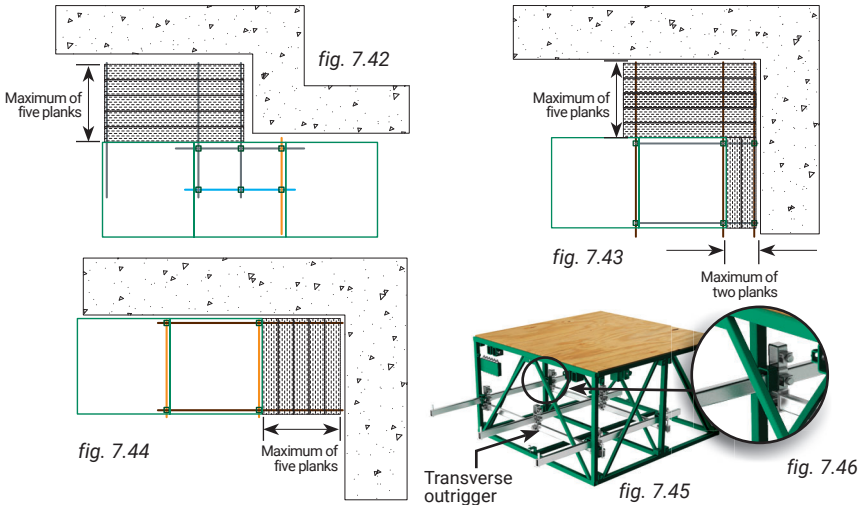 fig. 7.42
Maximum of
five planks
Maximum of
five planks
fig. 7.43
Maximum of
two planks
fig. 7.44
Maximum of
five planks
Transverse
outrigger
fig. 7.45
fig. 7.46